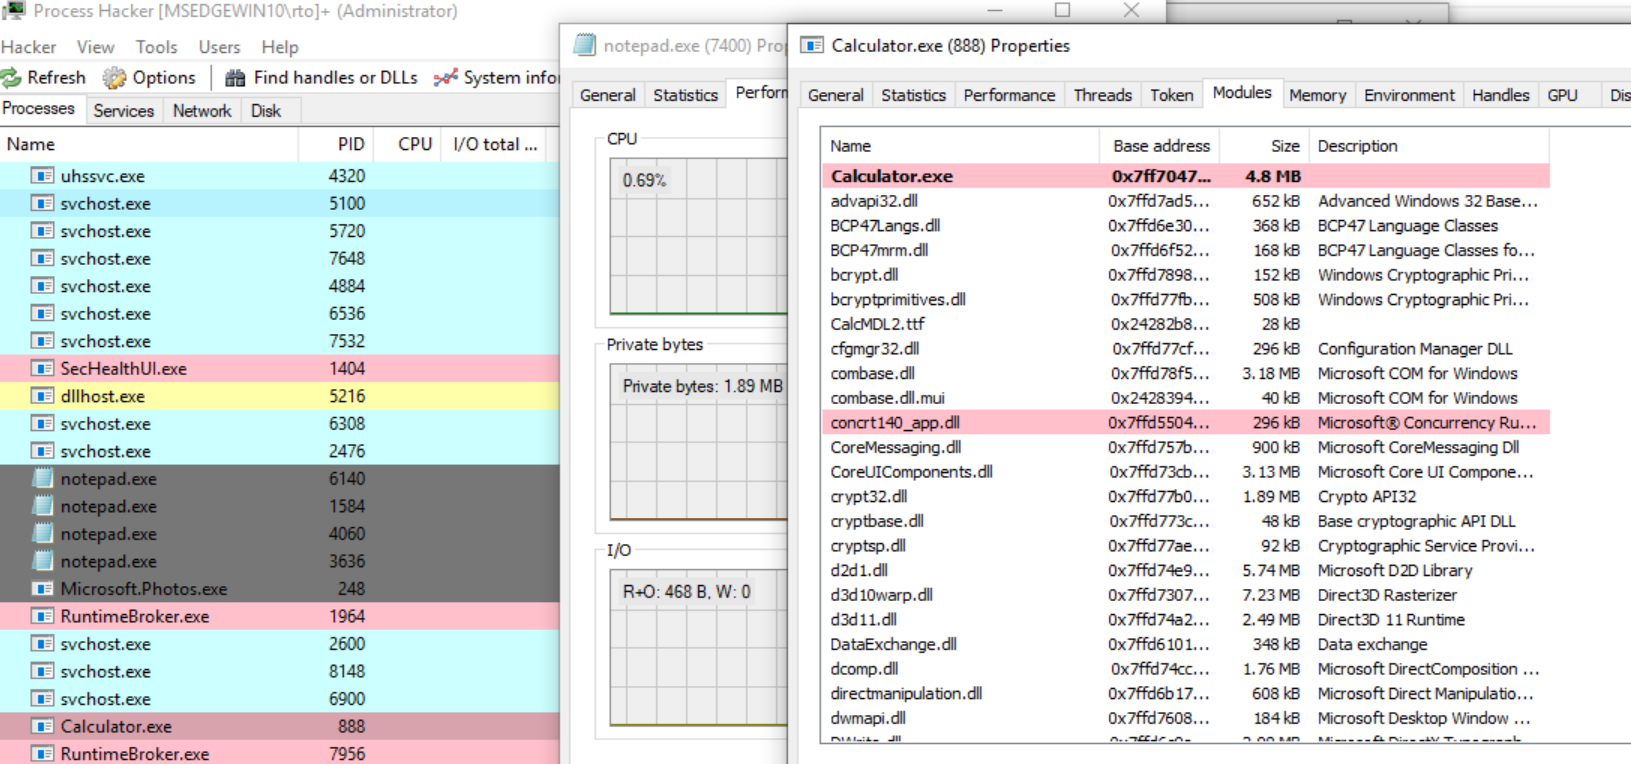 Process Hacker [MSEDGEWIN10\rto]+ (Administrator)
Hacker View Tools Users Help
Refresh Options Find handles or DLLs System info
Processes Services Network Disk
Name PID CPU I/O total ...
uhssvc.exe 4320
svchost.exe 5100
svchost.exe 5720
svchost.exe 7648
svchost.exe 4884
svchost.exe 6536
svchost.exe 7532
SecHealthUI.exe 1404
dllhost.exe 5216
svchost.exe 6308
svchost.exe 2476
notepad.exe 6140
notepad.exe 1584
notepad.exe 4060
notepad.exe 3636
Microsoft.Photos.exe 248
RuntimeBroker.exe 1964
svchost.exe 2600
svchost.exe 8148
svchost.exe 6900
Calculator.exe 888
RuntimeBroker.exe 7956
notepad.exe (7400) Prop
General Statistics Perform
CPU
0.69%
Private bytes
Private bytes: 1.89 MB
I/O
R+O: 468 B, W: 0
Calculator.exe (888) Properties
General Statistics Performance Threads Token Modules Memory Environment Handles GPU Dis
Name Base address Size Description
Calculator.exe 0x7ff7047... 4.8 MB
advapi32.dll 0x7ffd7ad5... 652 kB Advanced Windows 32 Base...
BCP47Langs.dll 0x7ffd6e30... 368 kB BCP47 Language Classes
BCP47mrm.dll 0x7ffd6f52... 168 kB BCP47 Language Classes fo...
bcrypt.dll 0x7ffd7898... 152 kB Windows Cryptographic Pri...
bcryptprimitives.dll 0x7ffd77fb... 508 kB Windows Cryptographic Pri...
CalcMDL2.ttf 0x24282b8... 28 kB
cfgmgr32.dll 0x7ffd77cf... 296 kB Configuration Manager DLL
combase.dll 0x7ffd78f5... 3.18 MB Microsoft COM for Windows
combase.dll.mui 0x2428394... 40 kB Microsoft COM for Windows
concrt140_app.dll 0x7ffd5504... 296 kB Microsoft® Concurrency Ru...
CoreMessaging.dll 0x7ffd757b... 900 kB Microsoft CoreMessaging Dll
CoreUIComponents.dll 0x7ffd73cb... 3.13 MB Microsoft Core UI Compone...
crypt32.dll 0x7ffd77b0... 1.89 MB Crypto API32
cryptbase.dll 0x7ffd773c... 48 kB Base cryptographic API DLL
cryptsp.dll 0x7ffd77ae... 92 kB Cryptographic Service Provi...
d2d1.dll 0x7ffd74e9... 5.74 MB Microsoft D2D Library
d3d10warp.dll 0x7ffd7307... 7.23 MB Direct3D Rasterizer
d3d11.dll 0x7ffd74a2... 2.49 MB Direct3D 11 Runtime
DataExchange.dll 0x7ffd6101... 348 kB Data exchange
dcomp.dll 0x7ffd74cc... 1.76 MB Microsoft DirectComposition ...
directmanipulation.dll 0x7ffd6b17... 608 kB Microsoft Direct Manipulatio...
dwmapi.dll 0x7ffd7608... 184 kB Microsoft Desktop Window ...